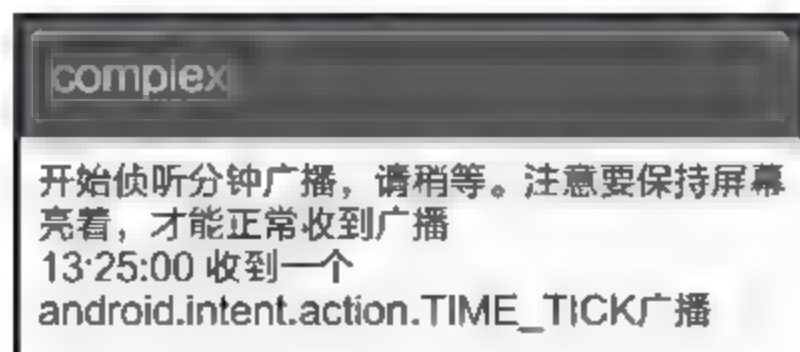 complex
开始侦听分钟广播，请稍等。注意要保持屏幕
亮着，才能正常收到广播
13:25:00 收到一个
android.intent.action.TIME_TICK广播